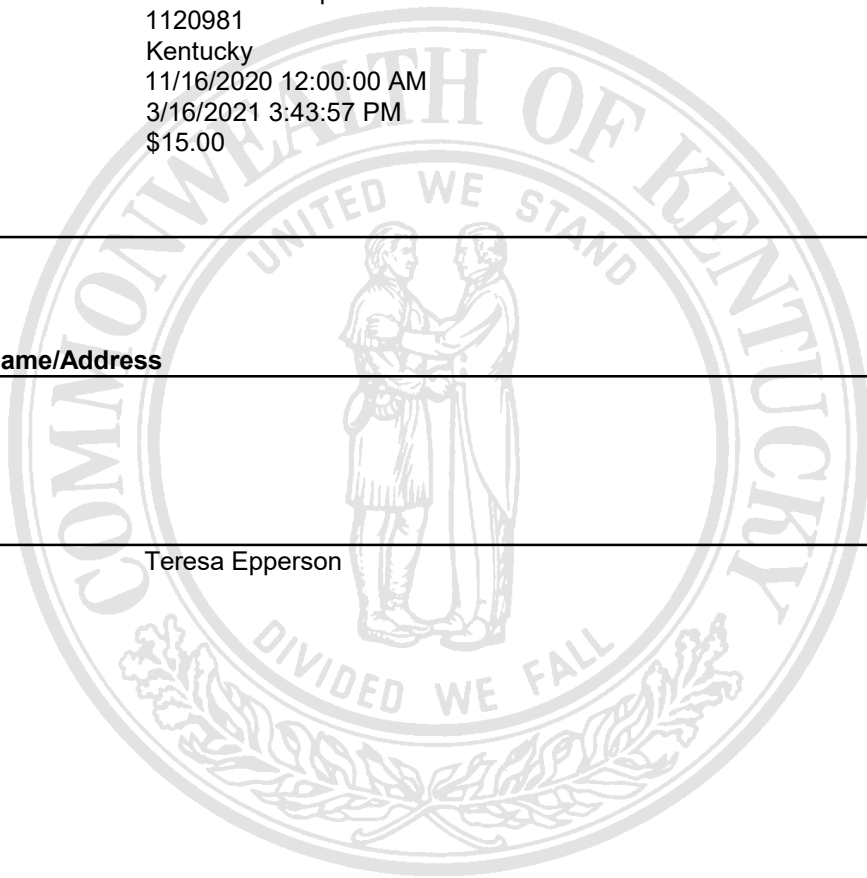 1120981
Kentucky
11/16/2020 12:00:00 AM
3/16/2021 3:43:57 PM
$15.00
COMMONWEALTH OF KENTUCKY
UNITED WE STAND
ame/Address
Teresa Epperson
DIVIDED WE FALL